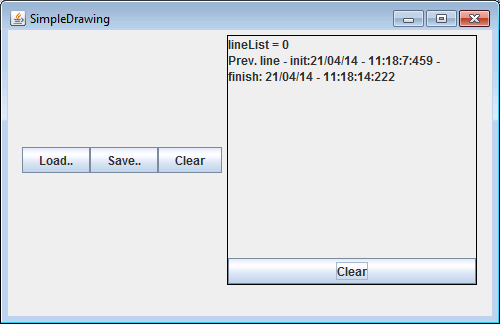 SimpleDrawing
lineList = 0
Prev. line - init:21/04/14 - 11:18:7:459 -
finish: 21/04/14 - 11:18:14:222
Load..
Save..
Clear
Clear